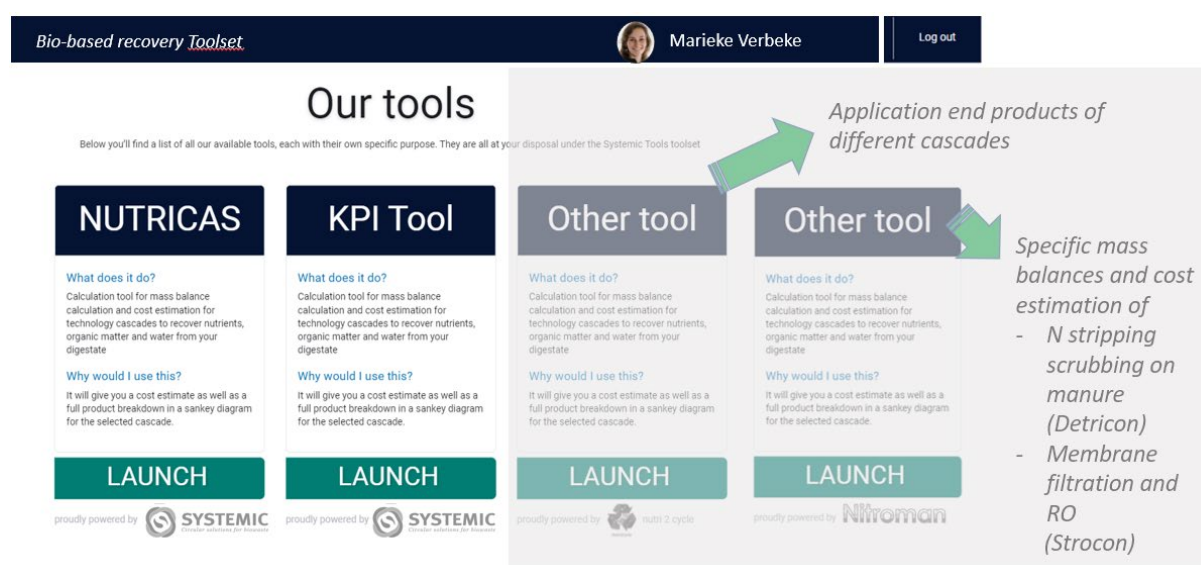 Bio-based recovery Toolset
Marieke Verbeke
Log out
Our tools
Below you'll find a list of all our available tools, each with their own specific purpose. They are all at your disposal under the Systemic Tools toolset
Application end products of
different cascades
NUTRICAS
What does it do?
Calculation tool for mass balance
calculation and cost estimation for
technology cascades to recover nutrients,
organic matter and water from your
digestate
Why would I use this?
It will give you a cost estimate as well as a
full product breakdown in a sankey diagram
for the selected cascade.
LAUNCH
proudly powered by
SYSTEMIC
Circular solutions for biowaste
KPI Tool
What does it do?
Calculation tool for mass balance
calculation and cost estimation for
technology cascades to recover nutrients,
organic matter and water from your
digestate
Why would I use this?
It will give you a cost estimate as well as a
full product breakdown in a sankey diagram
for the selected cascade.
LAUNCH
proudly powered by
SYSTEMIC
Circular solutions for biowaste
Other tool
What does it do?
Calculation tool for mass balance
calculation and cost estimation for
technology cascades to recover nutrients,
organic matter and water from your
digestate
Why would I use this?
It will give you a cost estimate as well as a
full product breakdown in a sankey diagram
for the selected cascade.
LAUNCH
proudly powered by
nutri 2 cycle
Other tool
What does it do?
Calculation tool for mass balance
calculation and cost estimation for
technology cascades to recover nutrients,
organic matter and water from your
digestate
Why would I use this?
It will give you a cost estimate as well as a
full product breakdown in a sankey diagram
for the selected cascade.
LAUNCH
proudly powered by
Nitroman
Specific mass
balances and cost
estimation of
- N stripping
scrubbing on
manure
(Detricon)
- Membrane
filtration and
RO
(Strocon)